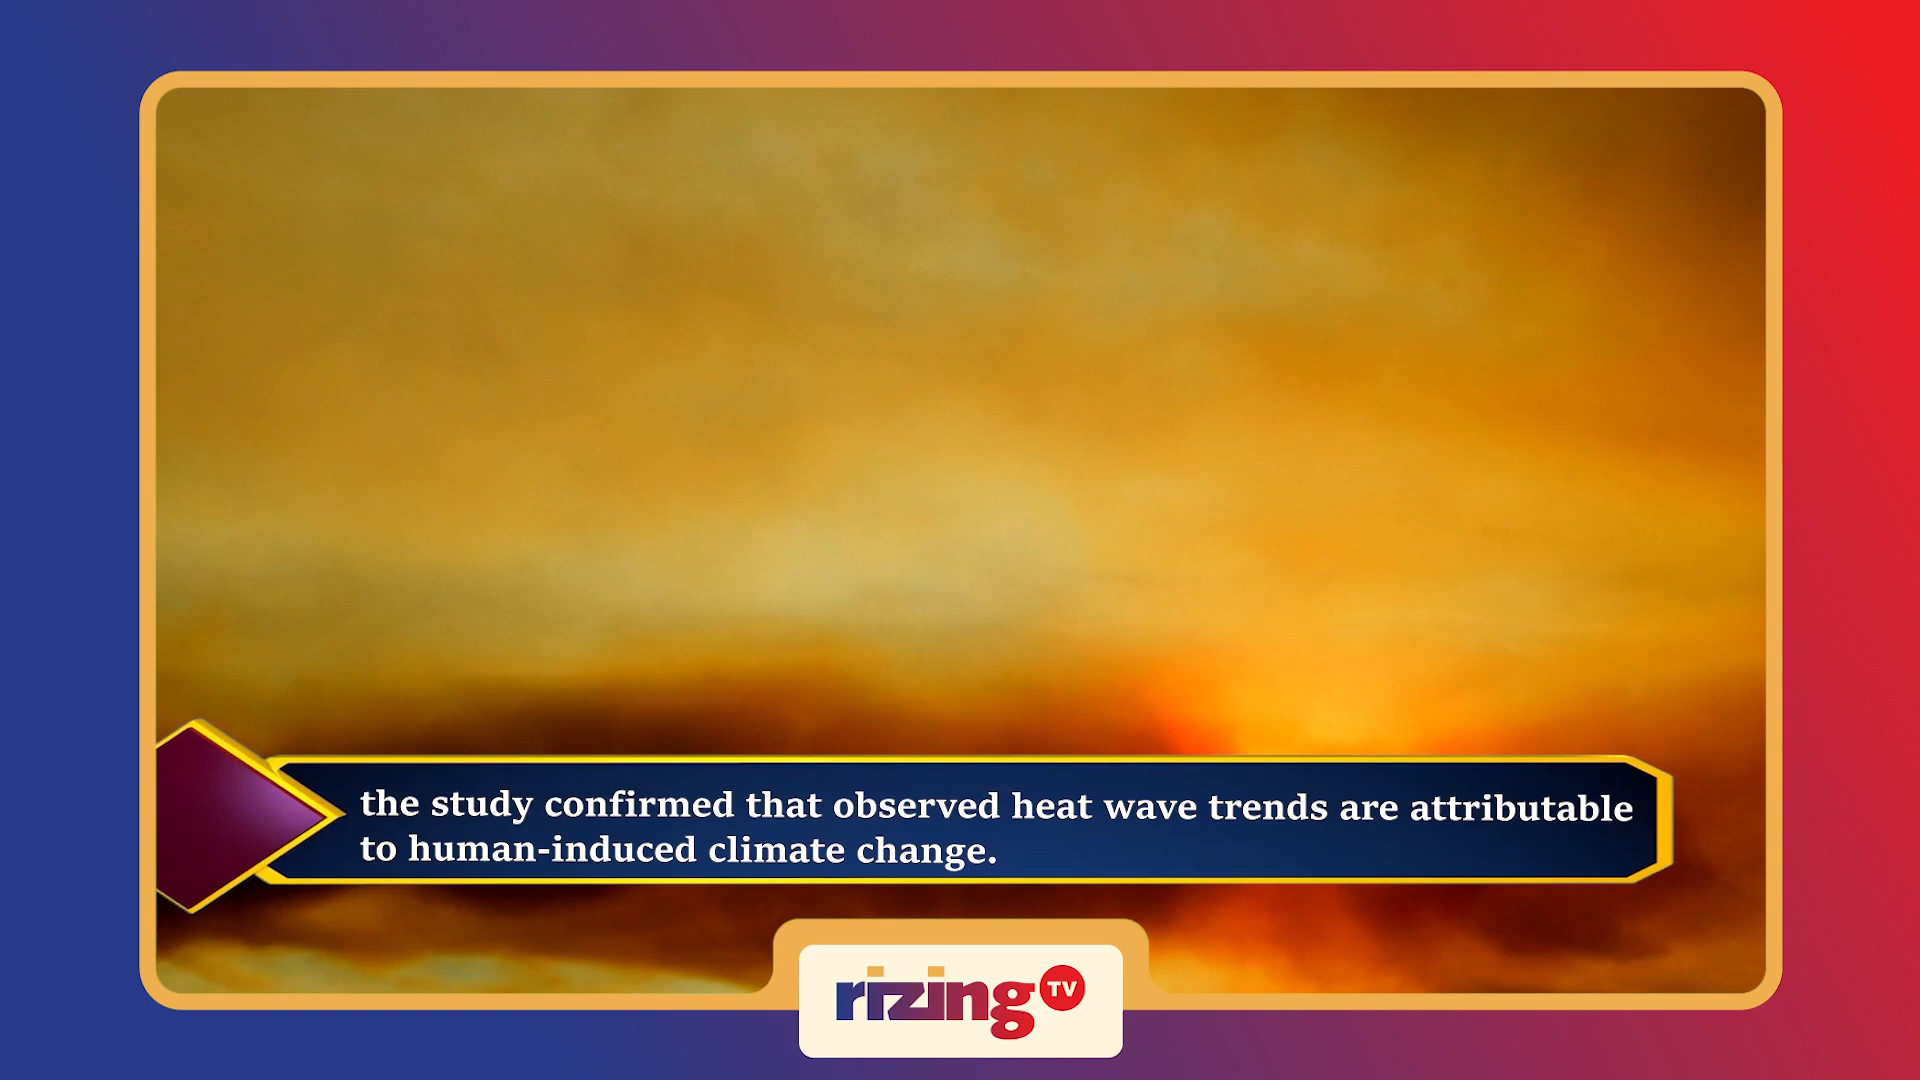 the study confirmed that observed heat wave trends are attributable
to human-induced climate change.
rizing TV